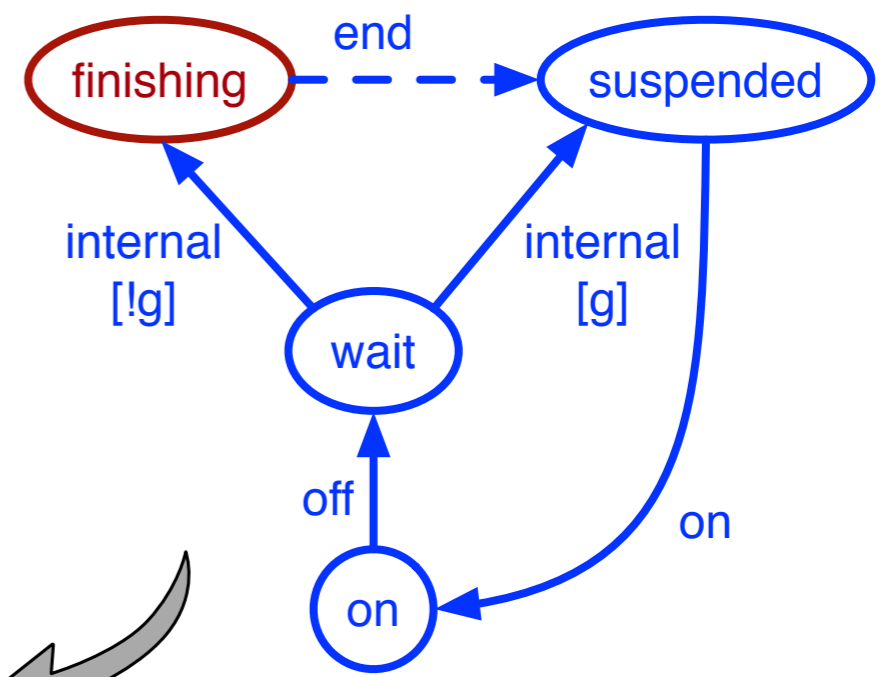 end
finishing
suspended
internal
[!g]
internal
[g]
wait
off
on
on